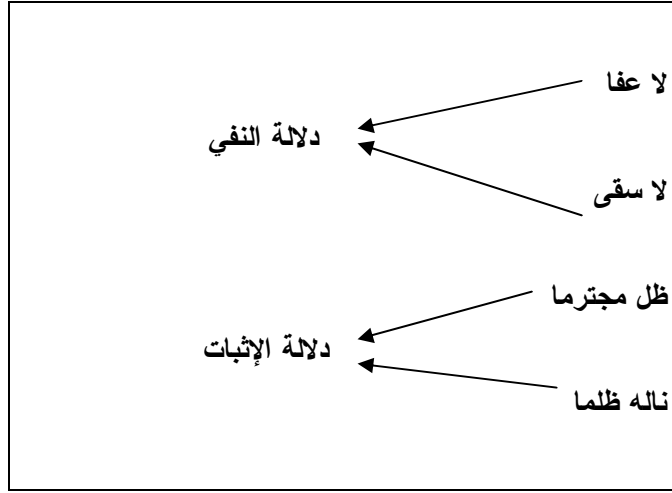 لا عفا
دلالة النفي
لا سقى
ظل مجترما
دلالة الإثبات
ناله ظلما